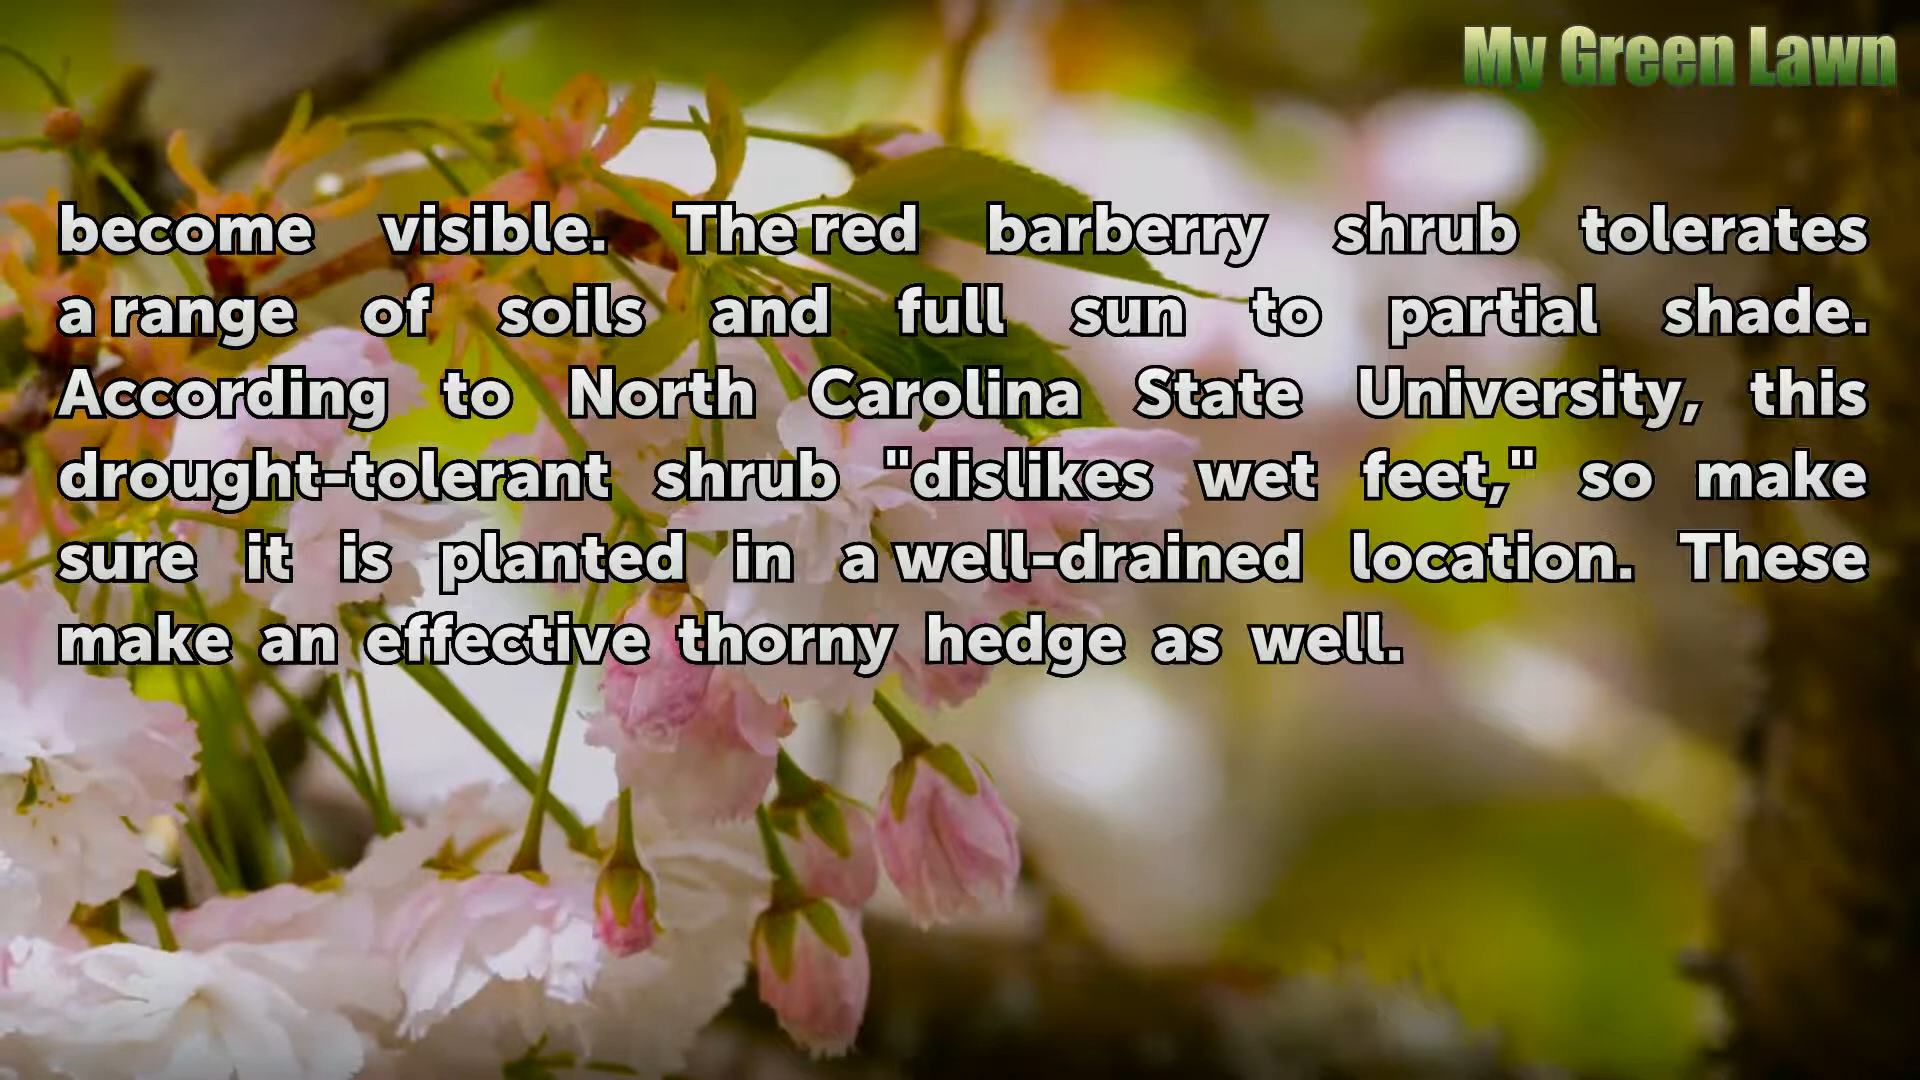 My Green Lawn
become visible. The red barberry shrub tolerates
a range of soils and full sun to partial shade.
According to North Carolina State University, this
drought-tolerant shrub "dislikes wet feet," so make
sure it is planted in a well-drained location. These
make an effective thorny hedge as well.